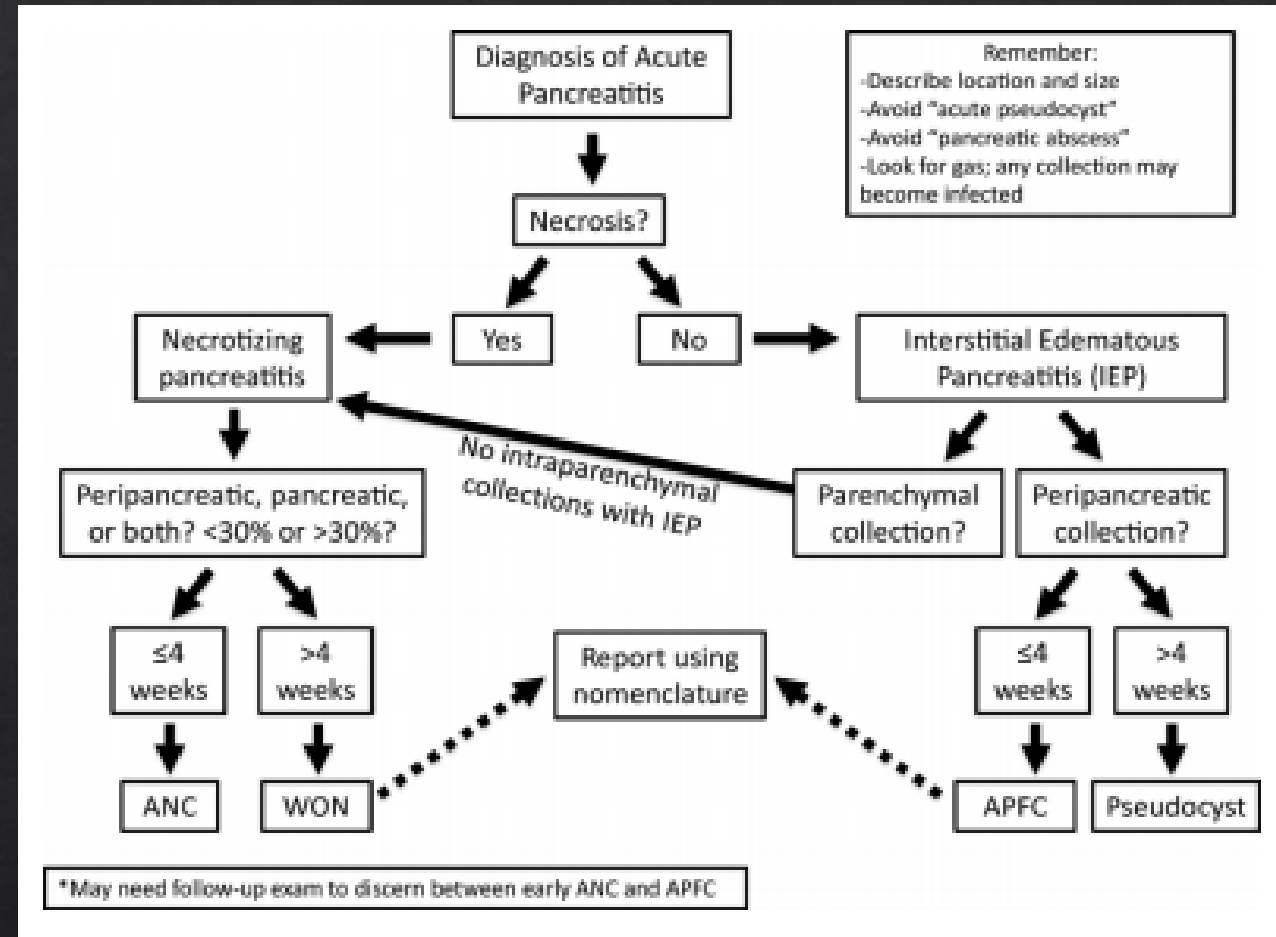 Diagnosis of Acute
Pancreatitis
Remember:
-Describe location and size
-Avoid "acute pseudocyst"
-Avoid "pancreatic abscess"
-Look for gas; any collection may
become infected
Necrosis?
Yes
No
Necrotizing
pancreatitis
Interstitial Edematous
Pancreatitis (IEP)
No intraparenchymal
collections with IEP
Peripancreatic, pancreatic,
or both? <30% or >30%?
Parenchymal
collection?
Peripancreatic
collection?
≤4
weeks
>4
weeks
Report using
nomenclature
≤4
weeks
>4
weeks
ANC
WON
APFC
Pseudocyst
*May need follow-up exam to discern between early ANC and APFC